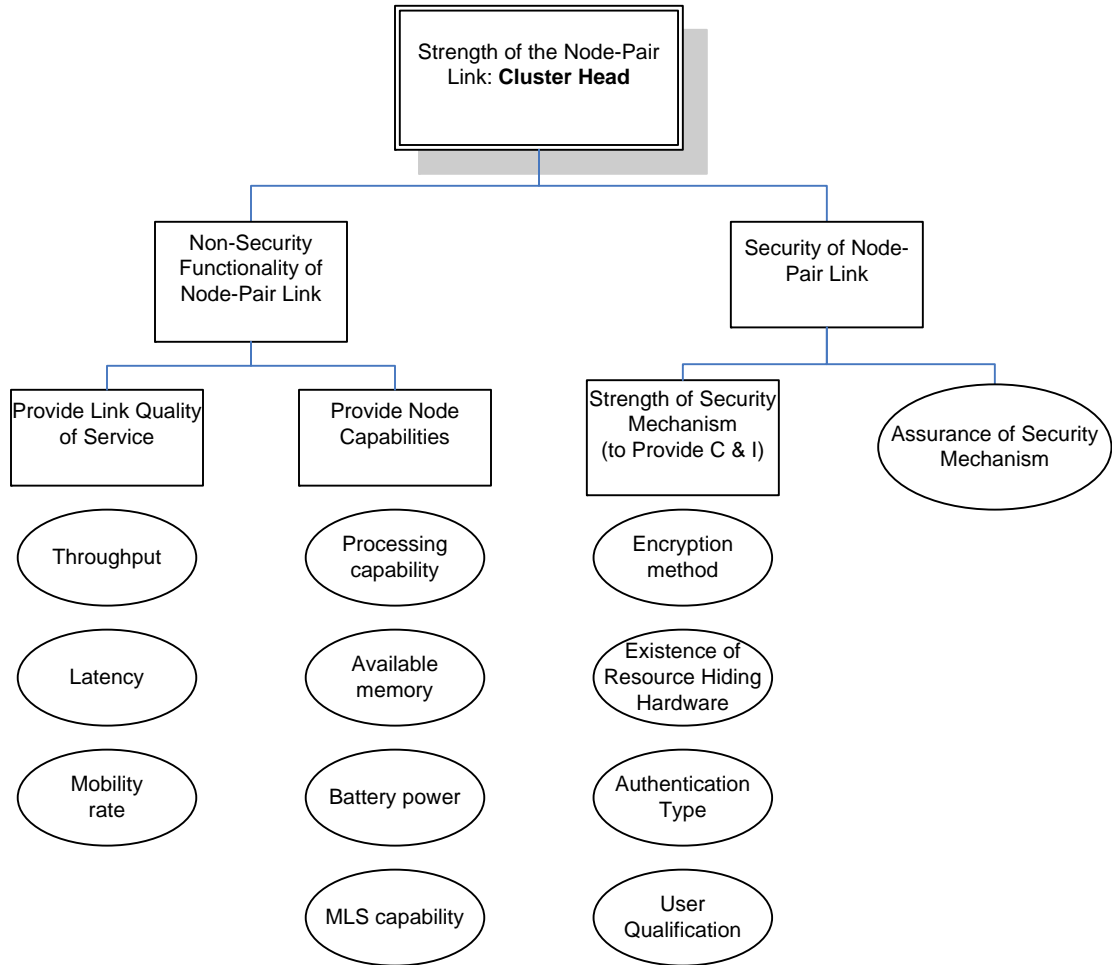 Strength of the Node-Pair
Link: Cluster Head
Non-Security
Functionality of
Node-Pair Link
Security of Node-
Pair Link
Provide Link Quality
of Service
Provide Node
Capabilities
Strength of Security
Mechanism
(to Provide C & I)
Assurance of Security
Mechanism
Throughput
Processing
capability
Encryption
method
Latency
Available
memory
Existence of
Resource Hiding
Hardware
Mobility
rate
Battery power
Authentication
Type
MLS capability
User
Qualification